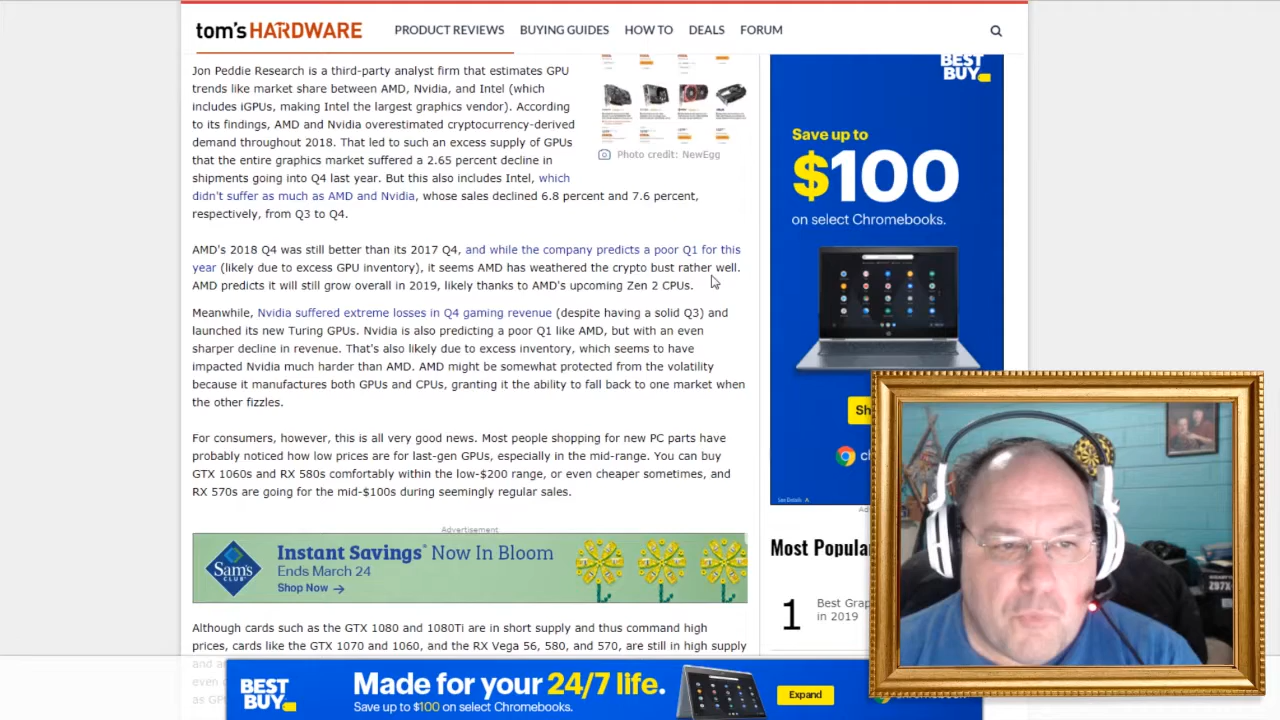 tom's HARDWARE
PRODUCT REVIEWS
BUYING GUIDES
HOW TO
DEALS
FORUM
Jon Peddie Research is a third-party analyst firm that estimates GPU
trends like market share between AMD, Nvidia, and Intel (which
includes iGPUs, making Intel the largest graphics vendor). According
to its findings, AMD and Nvidia overestimated cryptocurrency-derived
demand throughout 2018. That led to such an excess supply of GPUs
that the entire graphics market suffered a 2.65 percent decline in
shipments going into Q4 last year. But this also includes Intel, which
didn't suffer as much as AMD and Nvidia, whose sales declined 6.8 percent and 7.6 percent,
respectively, from Q3 to Q4.
Photo credit: NewEgg
AMD's 2018 Q4 was still better than its 2017 Q4, and while the company predicts a poor Q1 for this
year (likely due to excess GPU inventory), it seems AMD has weathered the crypto bust rather well.
AMD predicts it will still grow overall in 2019, likely thanks to AMD's upcoming Zen 2 CPUs.
Meanwhile, Nvidia suffered extreme losses in Q4 gaming revenue (despite having a solid Q3) and
launched its new Turing GPUs. Nvidia is also predicting a poor Q1 like AMD, but with an even
sharper decline in revenue. That's also likely due to excess inventory, which seems to have
impacted Nvidia much harder than AMD. AMD might be somewhat protected from the volatility
because it manufactures both GPUs and CPUs, granting it the ability to fall back to one market when
the other fizzles.
For consumers, however, this is all very good news. Most people shopping for new PC parts have
probably noticed how low prices are for last-gen GPUs, especially in the mid-range. You can buy
GTX 1060s and RX 580s comfortably within the low-$200 range, or even cheaper sometimes, and
RX 570s are going for the mid-$100s during seemingly regular sales.
Advertisement
Sam's CLUB
Instant Savings Now In Bloom
Ends March 24
Shop Now →
Although cards such as the GTX 1080 and 1080Ti are in short supply and thus command high
prices, cards like the GTX 1070 and 1060, and the RX Vega 56, 580, and 570, are still in high supply
BEST
BUY
Save up to
$100
on select Chromebooks.
Sh
See Details
Ad
Most Popula
1
Best Grap
in 2019
Z97X
BEST
BUY
Made for your 24/7 life.
Save up to $100 on select Chromebooks.
Expand